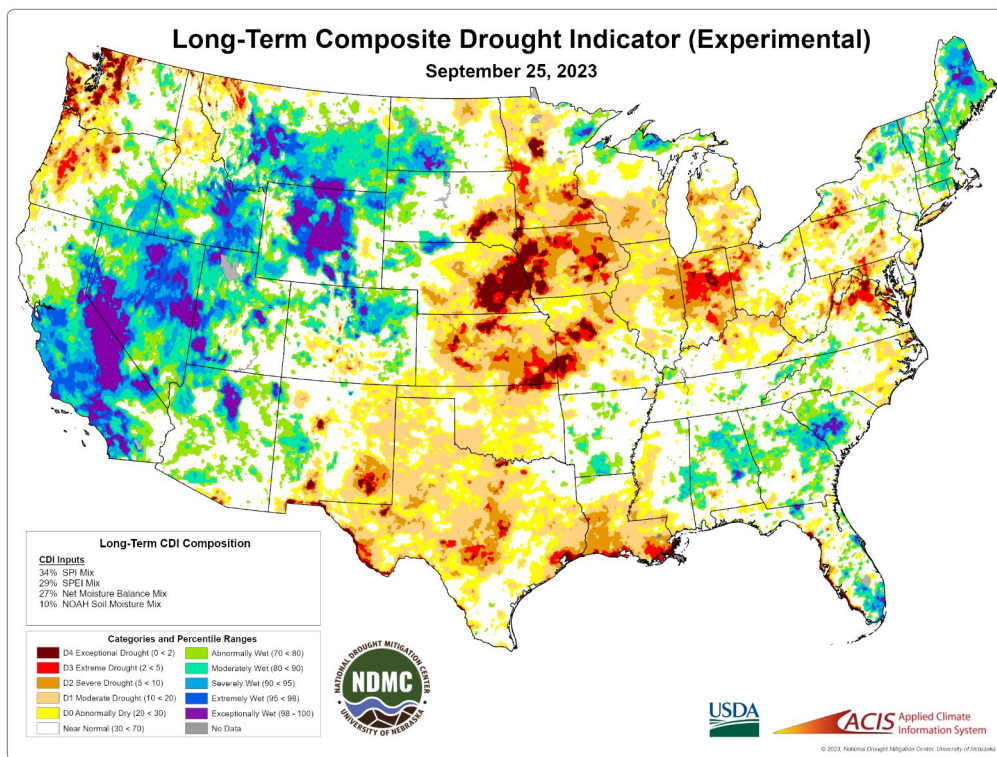 Long-Term Composite Drought Indicator (Experimental)
September 25, 2023
Long-Term CDI Composition
CDI Inputs
34% SPI Mix
29% SPEI Mix
27% Net Moisture Balance Mix
10% NOAH Soil Moisture Mix
Categories and Percentile Ranges
D4 Exceptional Drought (0 < 2)
D3 Extreme Drought (2 < 5)
D2 Severe Drought (5 < 10)
D1 Moderate Drought (10 < 20)
D0 Abnormally Dry (20 < 30)
Near Normal (30 < 70)
Abnormally Wet (70 < 80)
Moderately Wet (80 < 90)
Severely Wet (90 < 95)
Extremely Wet (95 < 98)
Exceptionally Wet (98 - 100)
No Data
NATIONAL DROUGHT MITIGATION CENTER
NDMC
UNIVERSITY OF NEBRASKA
USDA
ACIS
Applied Climate
Information System
© 2023, National Drought Mitigation Center, University of Nebraska